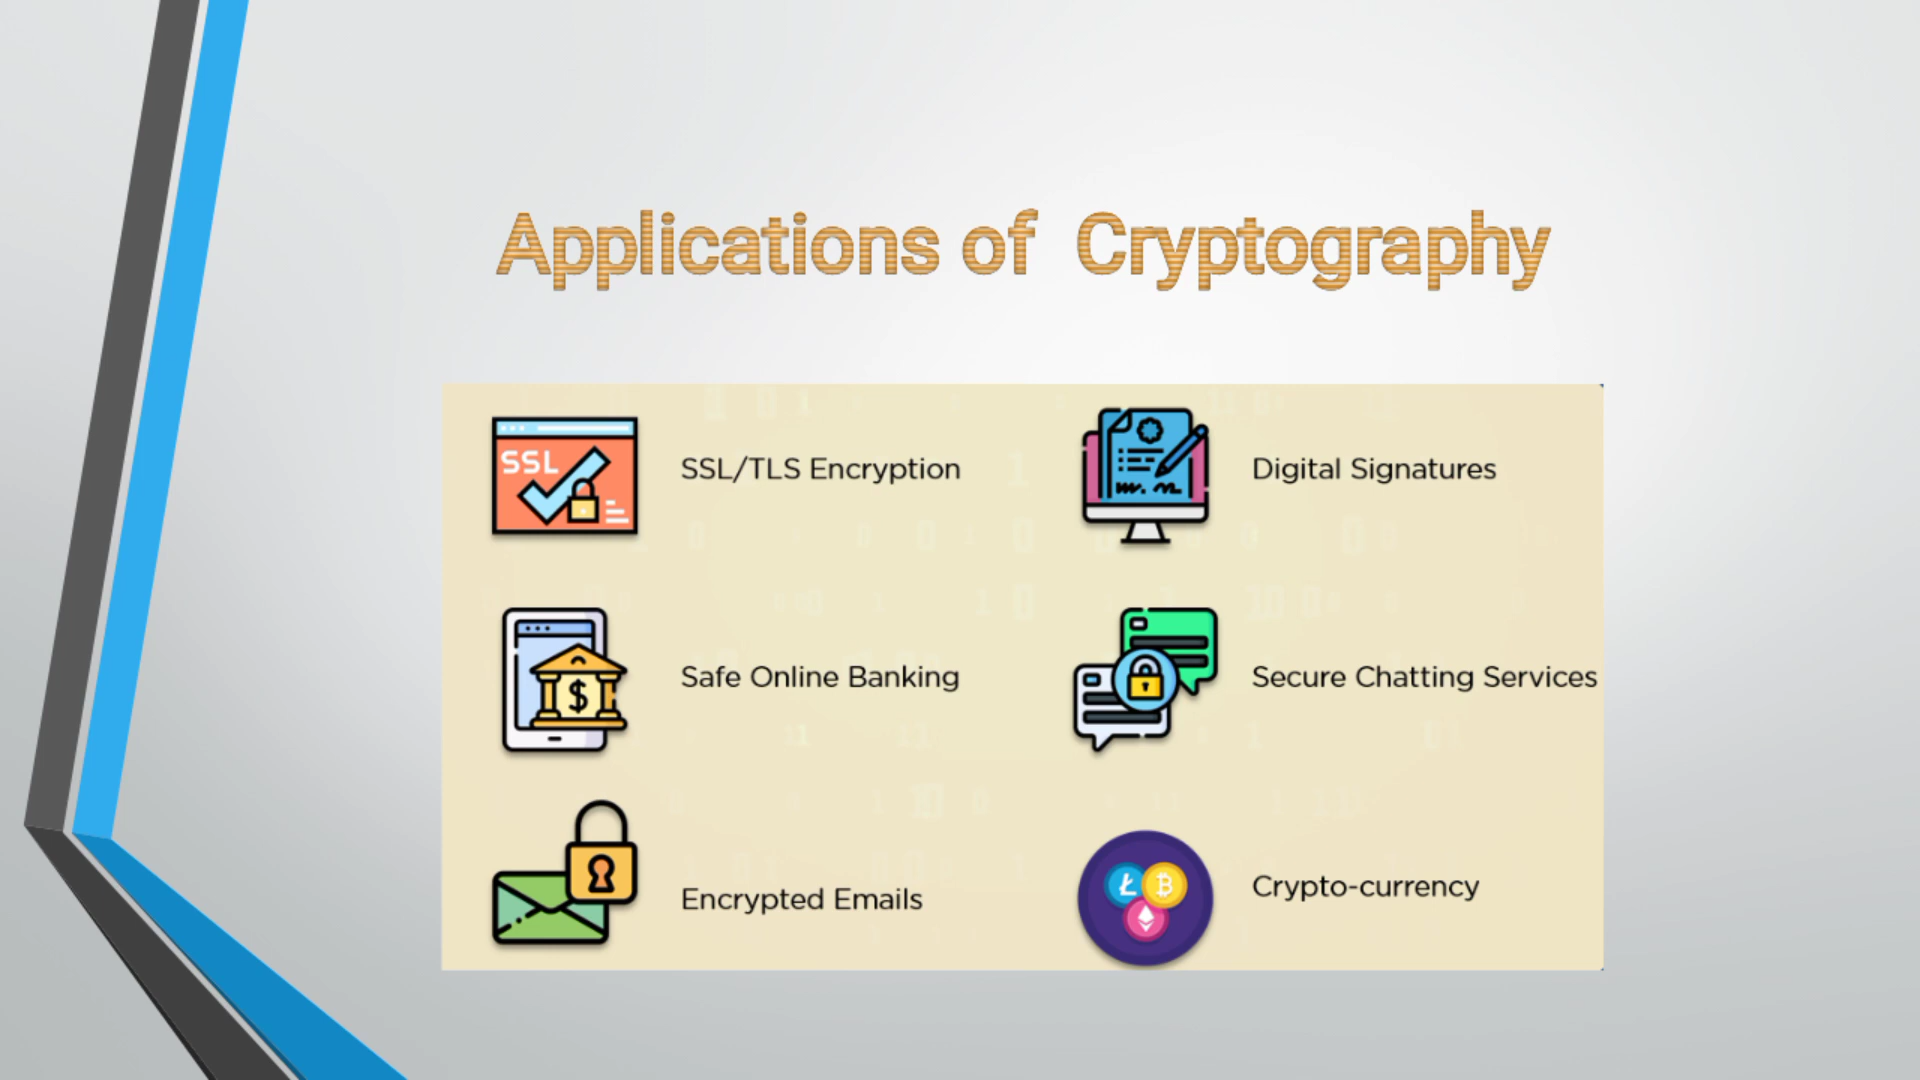 Applications of  Cryptography
SSL
SSL/TLS Encryption
Digital Signatures
$
Safe Online Banking
Secure Chatting Services
Encrypted Emails
Crypto-currency